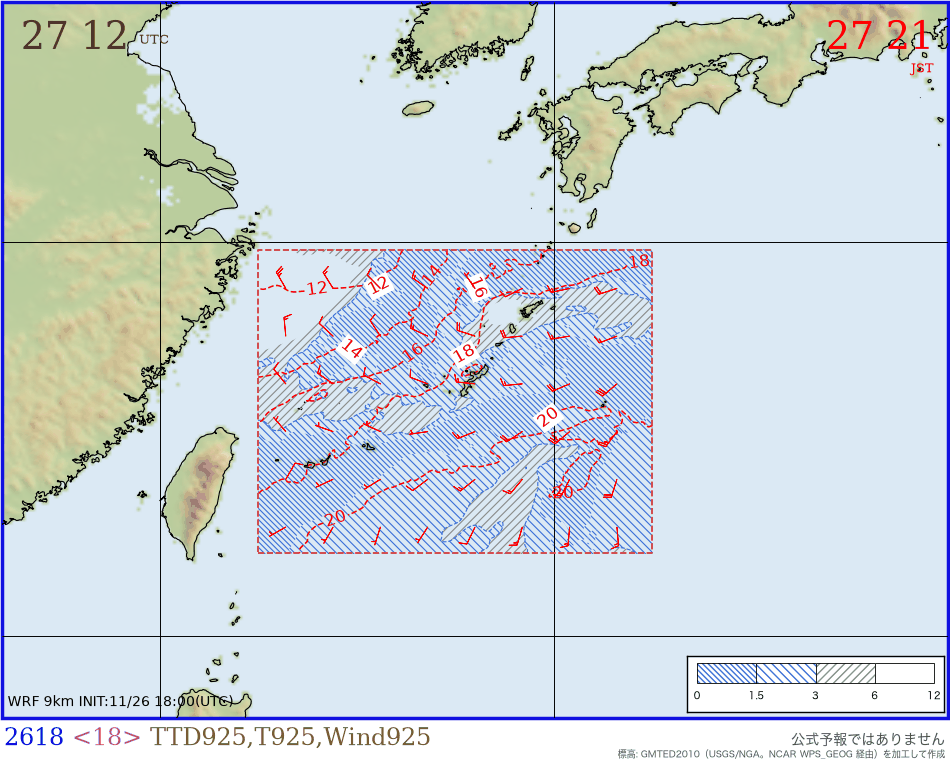 27 12 UTC
27 21
JST
18
12
12
14
16
14
16
18
20
20
20
WRF 9km INIT:11/26 18:00(UTC)
0 1.5 3 6 12
2618 <18> TTD925,T925,Wind925
公式予報ではありません
標高: GMTED2010（USGS/NGA。NCAR WPS_GEOG 経由）を加工して作成